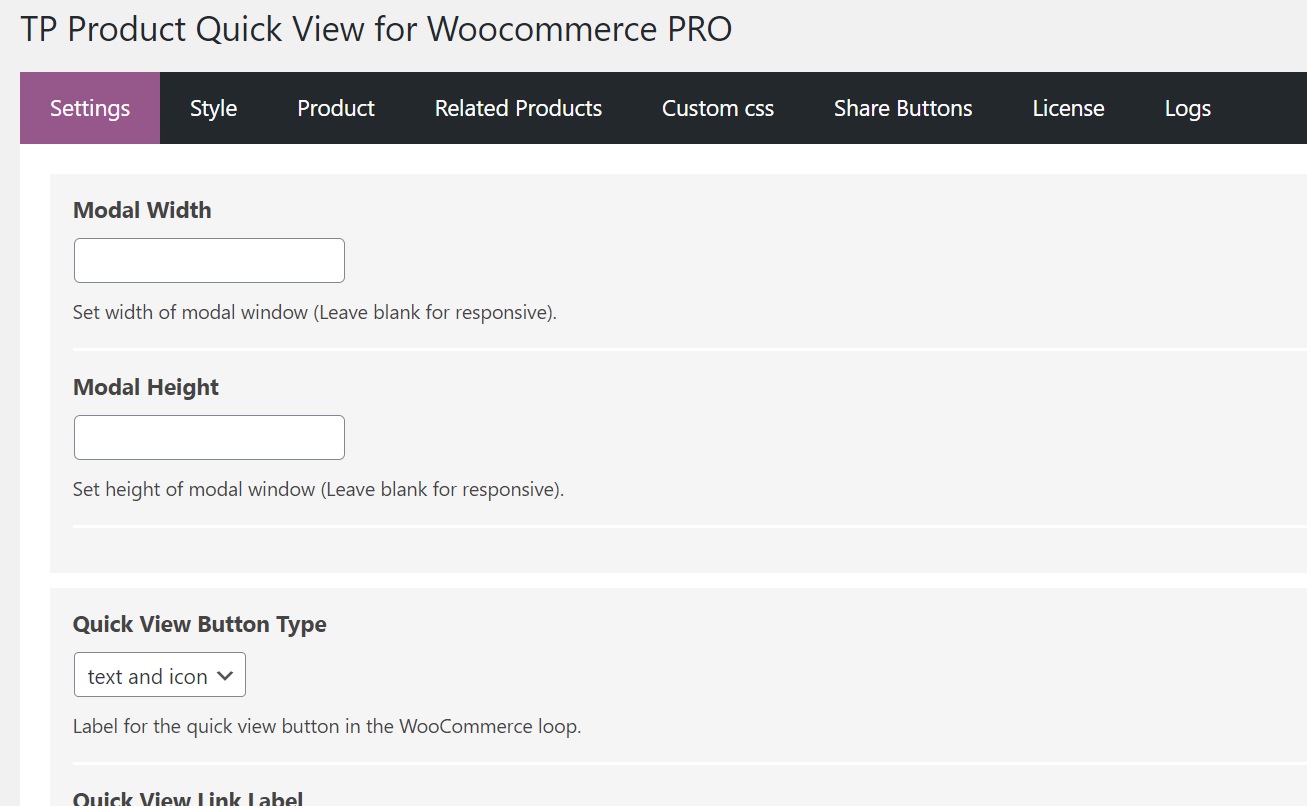 TP Product Quick View for Woocommerce PRO
Settings Style Product Related Products Custom css Share Buttons License Logs
Modal Width
Set width of modal window (Leave blank for responsive).
Modal Height
Set height of modal window (Leave blank for responsive).
Quick View Button Type
text and icon
Label for the quick view button in the WooCommerce loop.
Quick View Link Label